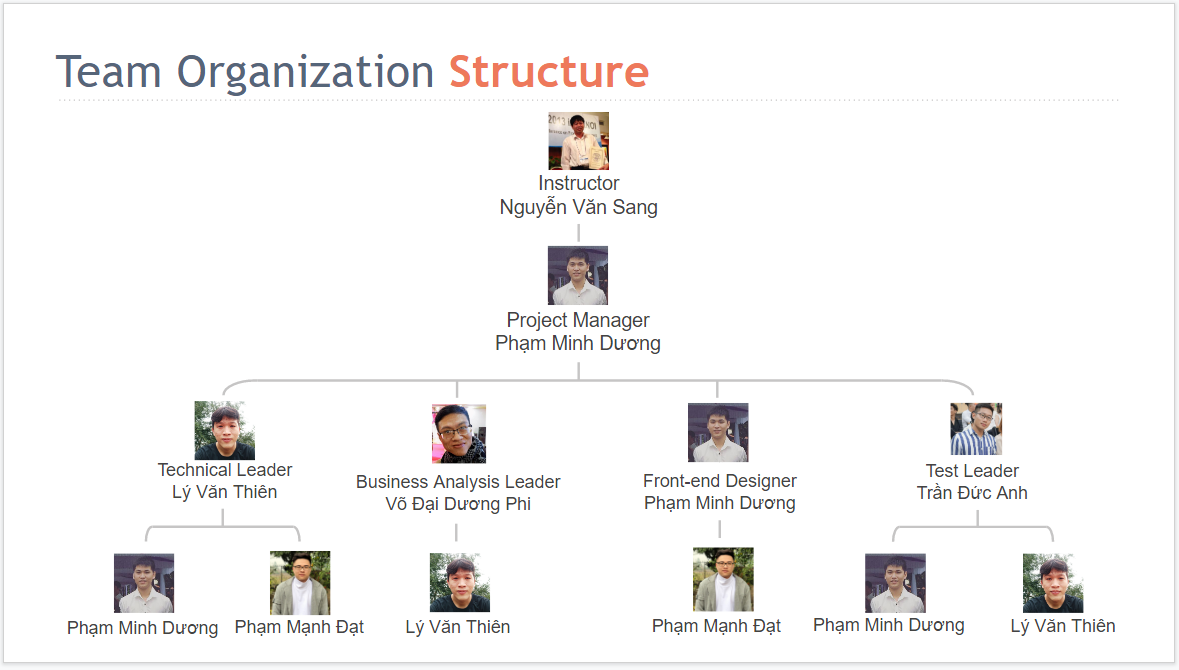 Team Organization Structure
Instructor
Nguyễn Văn Sang
Project Manager
Phạm Minh Dương
Technical Leader
Lý Văn Thiên
Business Analysis Leader
Võ Đại Dương Phi
Front-end Designer
Phạm Minh Dương
Test Leader
Trần Đức Anh
Phạm Minh Dương
Phạm Mạnh Đạt
Lý Văn Thiên
Phạm Mạnh Đạt
Phạm Minh Dương
Lý Văn Thiên